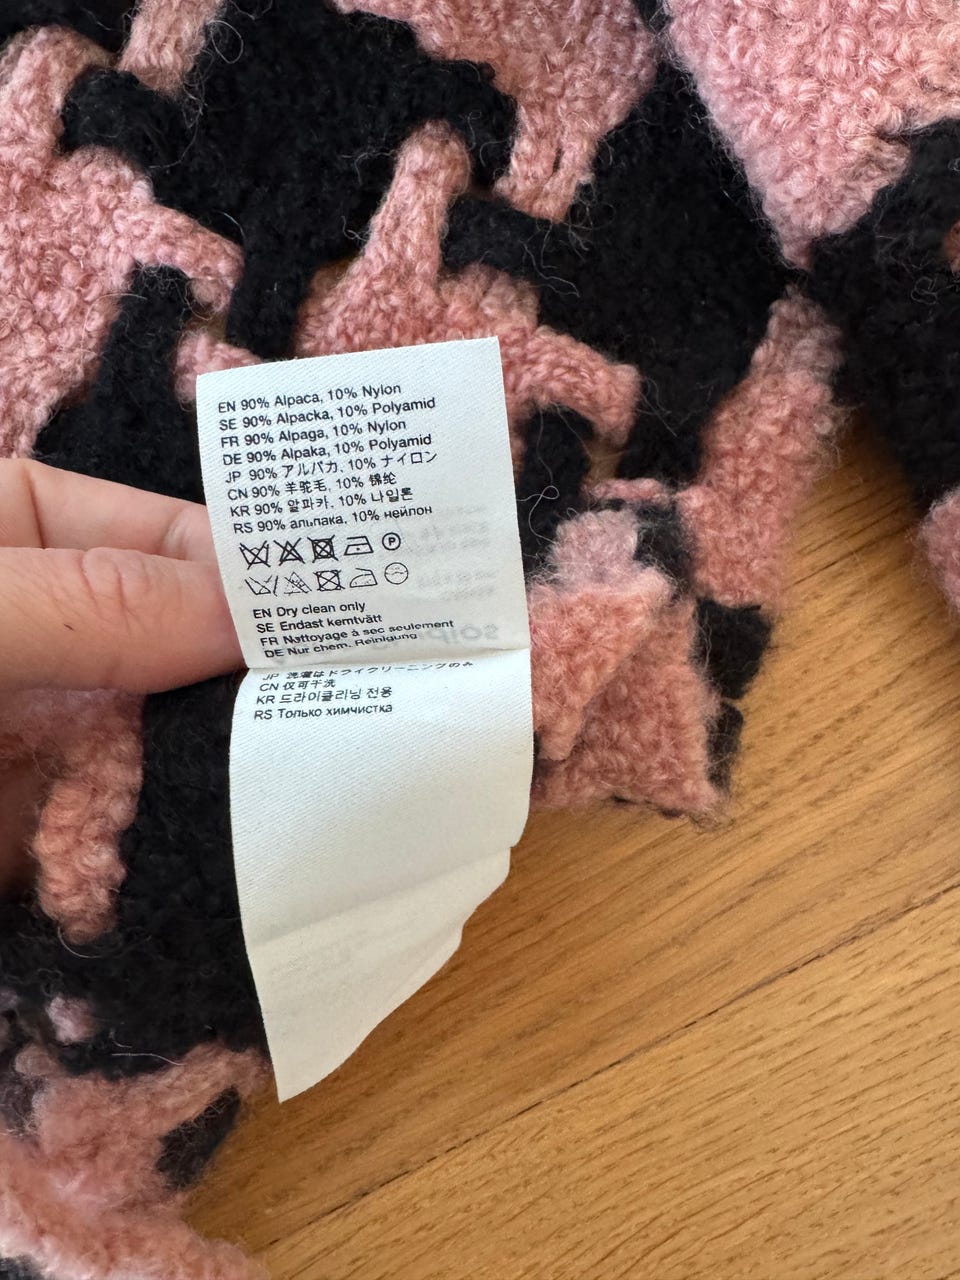 EN 90% Alpaca, 10% Nylon
SE 90% Alpacka, 10% Polyamid
FR 90% Alpaga, 10% Nylon
DE 90% Alpaka, 10% Polyamid
JP 90% アルパカ, 10% ナイロン
CN 90% 羊驼毛, 10% 锦纶
KR 90% 알파카, 10% 나일론
RS 90% альпака, 10% нейлон
P
EN Dry clean only
SE Endast kemtvätt
FR Nettoyage à sec seulement
DE Nur chem. Reinigung
JP 洗濯はドライクリーニングのみ
CN 仅可干洗
KR 드라이클리닝 전용
RS Только химчистка